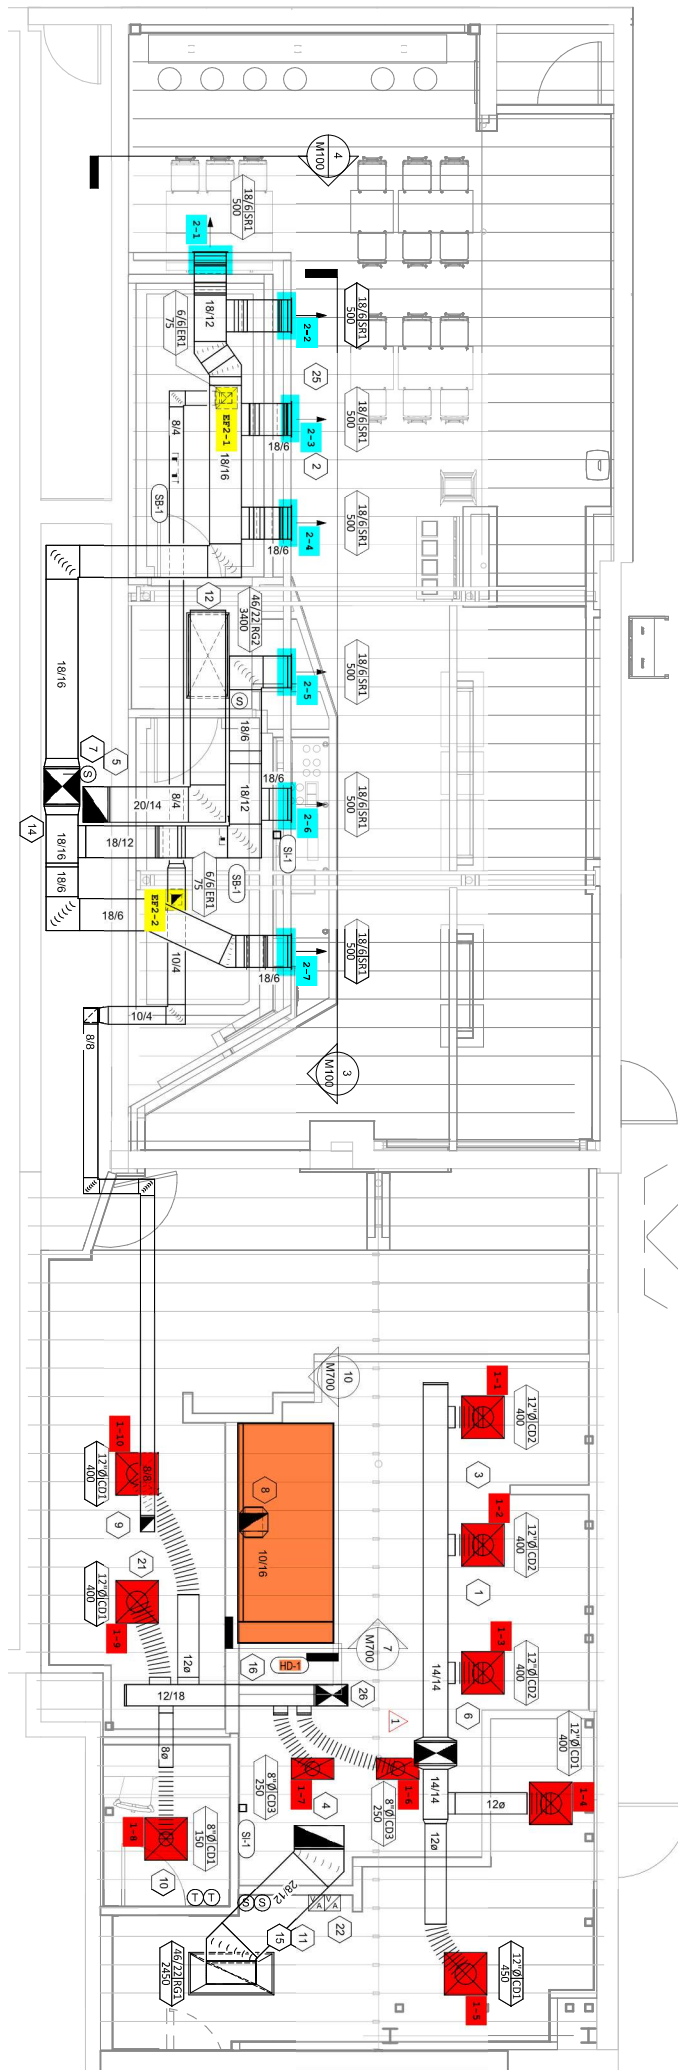 4
M100
18/6 SR1
500
2-1
6/6 ER1
75
18/12
2-2
18/6 SR1
500
25
8/4
EF2-1
18/16
2-3
18/6
18/6 SR1
500
2
SB-1
2-4
18/6
18/6 SR1
500
12
46/22 RG2
3400
18/16
2-5
18/6 SR1
500
S
18/6
7
5
S
18/6
20/14
8/4
18/12
2-6
18/6 SR1
500
14
18/16
18/12
SI-1
18/6
6/6 ER1
75
SB-1
EF2-2
18/6
10/4
2-7
18/6
18/6 SR1
500
10/4
8/8
3
M100
10
M700
1-1
12"Ø CD2
400
1-10
12"Ø CD1
400
8/8
8
3
9
1-2
12"Ø CD2
400
10/16
21
1
12"Ø CD1
400
1-9
7
M700
1-3
12"Ø CD2
400
12ø
16
HD-1
14/14
12/18
26
6
1
12"Ø CD1
400
8ø
1-7
8"Ø CD3
250
4
1-6
8"Ø CD3
250
14/14
12ø
1-4
1-8
8"Ø CD1
150
SI-1
12ø
10
T
T
28/12
S
S
V
A
V
A
22
15
11
46/22 RG1
2450
12"Ø CD1
450
1-5